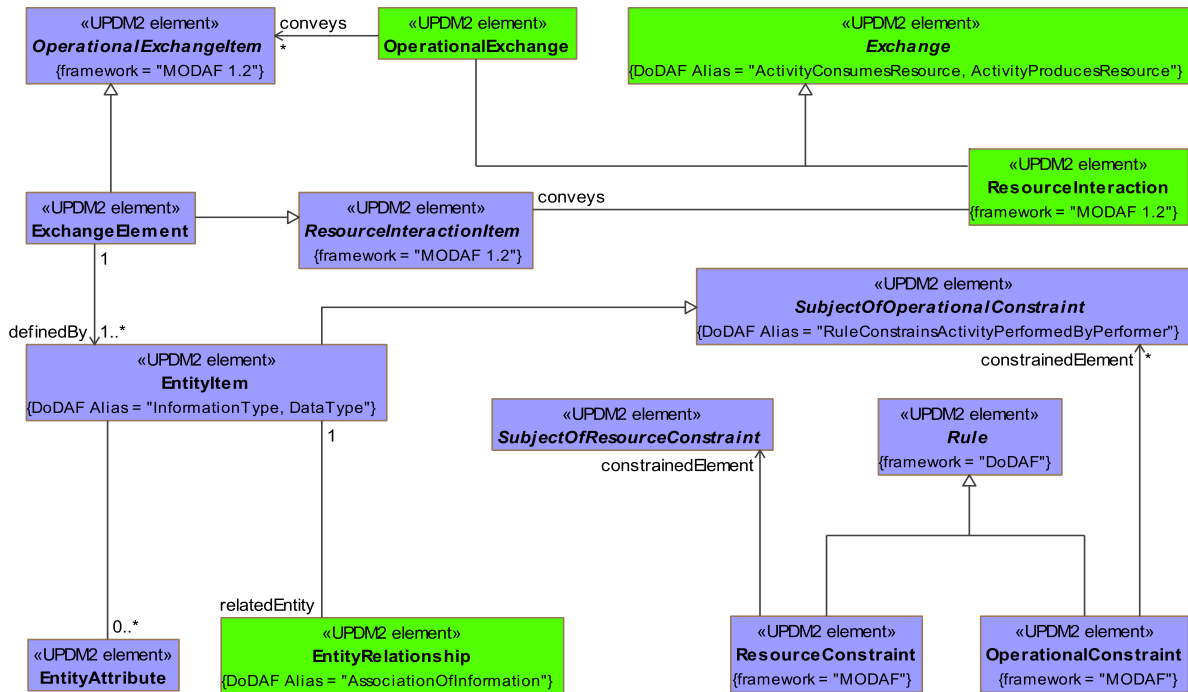 «UPDM2 element»
OperationalExchangeItem
{framework = "MODAF 1.2"}
conveys
*
«UPDM2 element»
OperationalExchange
«UPDM2 element»
Exchange
{DoDAF Alias = "ActivityConsumesResource, ActivityProducesResource"}
«UPDM2 element»
ExchangeElement
1
«UPDM2 element»
ResourceInteractionItem
{framework = "MODAF 1.2"}
conveys
«UPDM2 element»
ResourceInteraction
{framework = "MODAF 1.2"}
definedBy
1..*
«UPDM2 element»
SubjectOfOperationalConstraint
{DoDAF Alias = "RuleConstrainsActivityPerformedByPerformer"}
constrainedElement
*
«UPDM2 element»
EntityItem
{DoDAF Alias = "InformationType, DataType"}
1
«UPDM2 element»
SubjectOfResourceConstraint
constrainedElement
«UPDM2 element»
Rule
{framework = "DoDAF"}
relatedEntity
0..*
«UPDM2 element»
EntityAttribute
«UPDM2 element»
EntityRelationship
{DoDAF Alias = "AssociationOfInformation"}
«UPDM2 element»
ResourceConstraint
{framework = "MODAF"}
«UPDM2 element»
OperationalConstraint
{framework = "MODAF"}